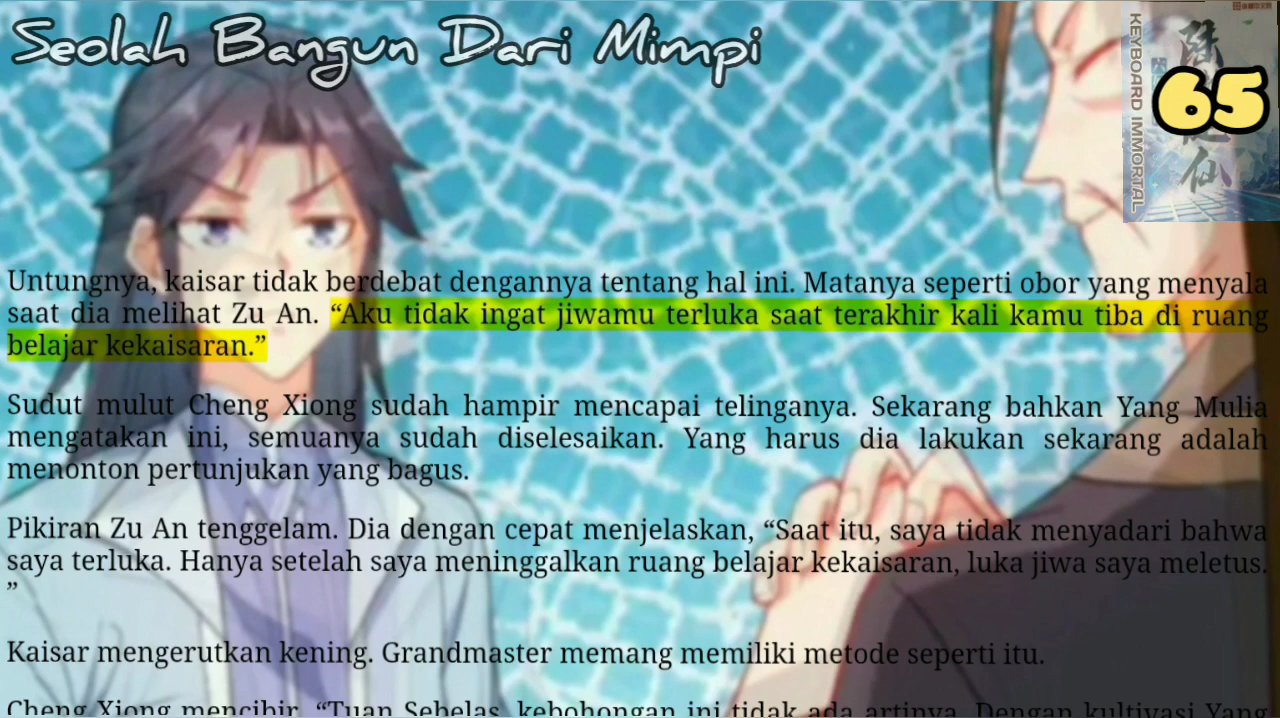 Seolah Bangun Dari Mimpi
KEYBOARD IMMORTAL
65
仙
Untungnya, kaisar tidak berdebat dengannya tentang hal ini. Matanya seperti obor yang menyala
saat dia melihat Zu An. “Aku tidak ingat jiwamu terluka saat terakhir kali kamu tiba di ruang
belajar kekaisaran.”
Sudut mulut Cheng Xiong sudah hampir mencapai telinganya. Sekarang bahkan Yang Mulia
mengatakan ini, semuanya sudah diselesaikan. Yang harus dia lakukan sekarang adalah
menonton pertunjukan yang bagus.
Pikiran Zu An tenggelam. Dia dengan cepat menjelaskan, “Saat itu, saya tidak menyadari bahwa
saya terluka. Hanya setelah saya meninggalkan ruang belajar kekaisaran, luka jiwa saya meletus.
”
Kaisar mengerutkan kening. Grandmaster memang memiliki metode seperti itu.
Cheng Xiong mencibir, “Tuan Sebelas, kebohongan ini tidak ada artinya. Dengan kultivasi Yang